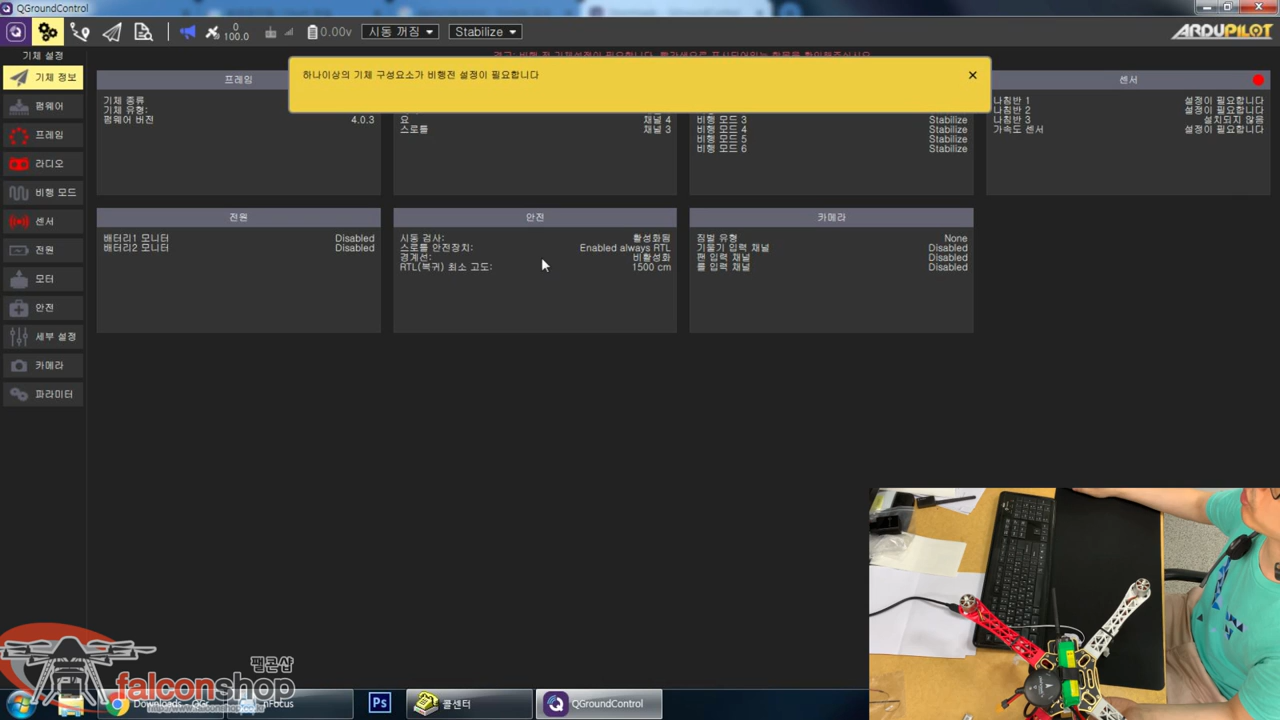 QGroundControl
0
100.0
0.00v
시동 꺼짐
Stabilize
ARDUPILOT
기체 설정
하나이상의 기체 구성요소가 비행전 설정이 필요합니다
기체 정보
펌웨어
프레임
라디오
비행 모드
센서
전원
모터
안전
세부 설정
카메라
파라미터
프레임
기체 종류
기체 유형:
펌웨어 버전 4.0.3
요 채널 4
스로틀 채널 3
비행 모드 3 Stabilize
비행 모드 4 Stabilize
비행 모드 5 Stabilize
비행 모드 6 Stabilize
센서
나침반 1 설정이 필요합니다
나침반 2 설정이 필요합니다
나침반 3 설치되지 않음
가속도 센서 설정이 필요합니다
전원
배터리1 모니터 Disabled
배터리2 모니터 Disabled
안전
시동 검사: 활성화됨
스로틀 안전장치: Enabled always RTL
경계선: 비활성화
RTL(복귀) 최소 고도: 1500 cm
카메라
짐벌 유형 None
기울기 입력 채널 Disabled
팬 입력 채널 Disabled
롤 입력 채널 Disabled
팰콘샵
falconshop
Downloads - QGr
nFocus
Ps
콜센터
QGroundControl